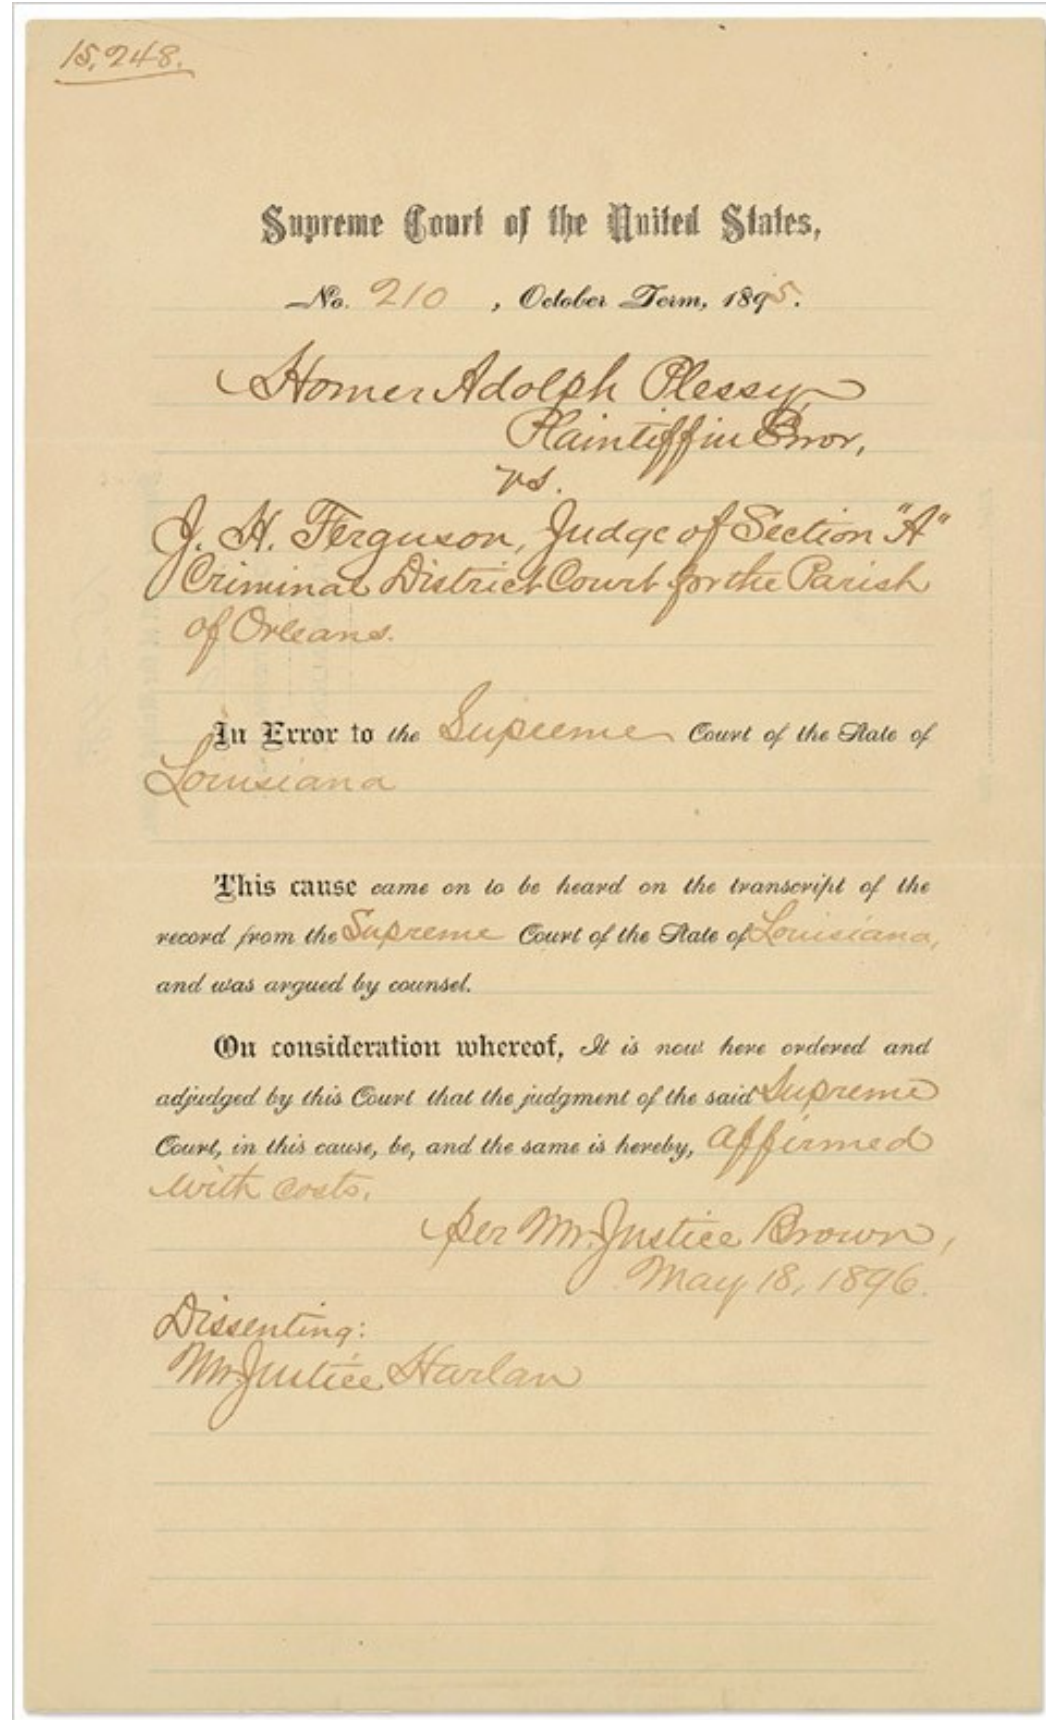 15,248.
Supreme Court of the United States,
No. 210, October Term, 1895.
Homer Adolph Plessy
Plaintiff in Error,
vs.
J. H. Ferguson, Judge of Section "A"
Criminal District Court for the Parish
of Orleans.
In Error to the Supreme Court of the State of
Louisiana
This cause came on to be heard on the transcript of the
record from the Supreme Court of the State of Louisiana,
and was argued by counsel.
On consideration whereof, It is now here ordered and
adjudged by this Court that the judgment of the said Supreme
Court, in this cause, be, and the same is hereby, affirmed
with costs.
per Mr. Justice Brown,
May 18, 1896.
Dissenting:
Mr. Justice Harlan